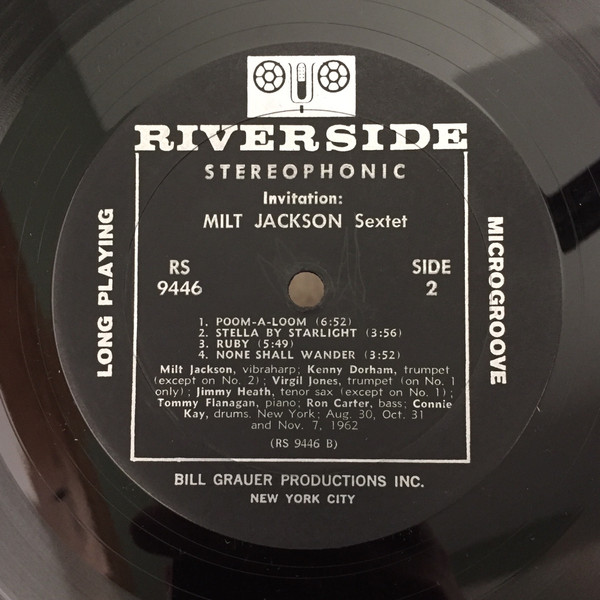 RIVERSIDE
STEREOPHONIC
Invitation:
MILT JACKSON Sextet
LONG PLAYING
MICROGROOVE
RS
9446
SIDE
2
1. POOM-A-LOOM (6:52)
2. STELLA BY STARLIGHT (3:56)
3. RUBY (5:49)
4. NONE SHALL WANDER (3:52)
Milt Jackson, vibraharp; Kenny Dorham, trumpet
(except on No. 2); Virgil Jones, trumpet (on No. 1
only); Jimmy Heath, tenor sax (except on No. 1);
Tommy Flanagan, piano; Ron Carter, bass; Connie
Kay, drums. New York; Aug. 30, Oct. 31
and Nov. 7, 1962
(RS 9446 B)
BILL GRAUER PRODUCTIONS INC.
NEW YORK CITY